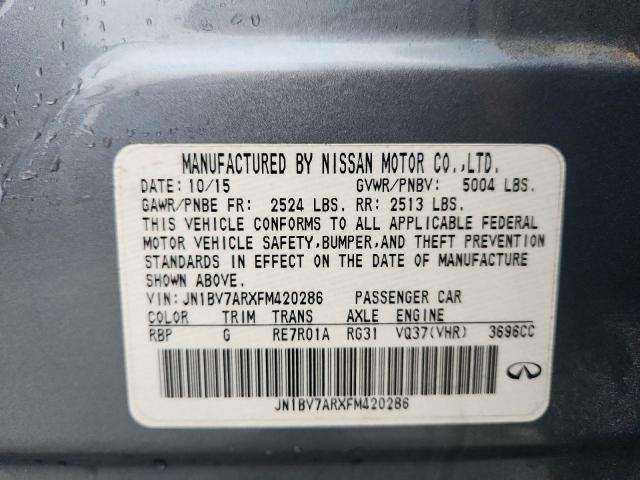 MANUFACTURED BY NISSAN MOTOR CO.,LTD.
DATE: 10/15 GVWR/PNBV: 5004 LBS.
GAWR/PNBE FR: 2524 LBS. RR: 2513 LBS.
THIS VEHICLE CONFORMS TO ALL APPLICABLE FEDERAL
MOTOR VEHICLE SAFETY,BUMPER,AND THEFT PREVENTION
STANDARDS IN EFFECT ON THE DATE OF MANUFACTURE
SHOWN ABOVE.
VIN: JN1BV7ARXFM420286 PASSENGER CAR
COLOR TRIM TRANS AXLE ENGINE
RBP G RE7R01A RG31 VQ37(VHR) 3696CC
JN1BV7ARXFM420286